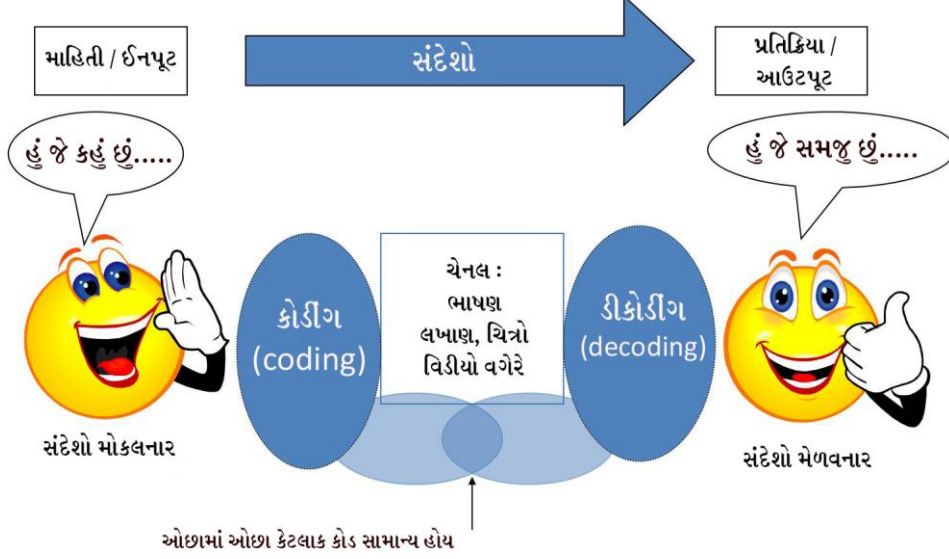 માહિતી / ઈનપૂટ
સંદેશો
પ્રતિક્રિયા /
આઉટપૂટ
હું જે કહું છું.....
હું જે સમજુ છું.....
કોડીંગ
(coding)
ચેનલ :
ભાષણ
લખાણ, ચિત્રો
વિડીયો વગેરે
ડીકોડીંગ
(decoding)
સંદેશો મોકલનાર
સંદેશો મેળવનાર
ઓછામાં ઓછા કેટલાક કોડ સામાન્ય હોય